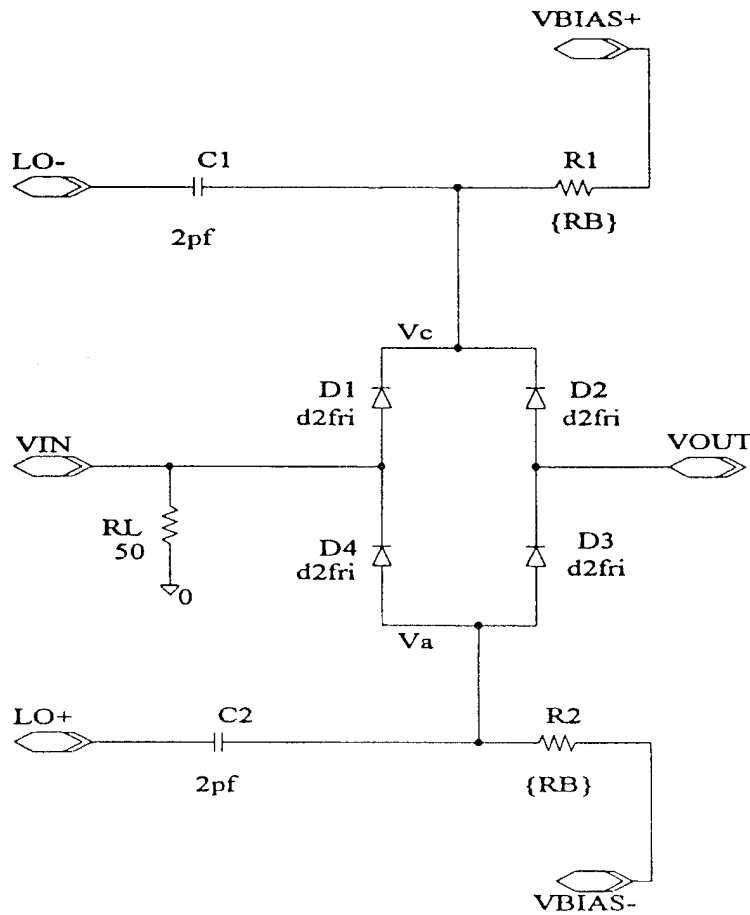 VBIAS+
LO-
C1
R1
2pf
{RB}
Vc
D1
d2fri
D2
d2fri
VIN
VOUT
RL
50
0
D4
d2fri
D3
d2fri
Va
LO+
C2
R2
2pf
{RB}
VBIAS-